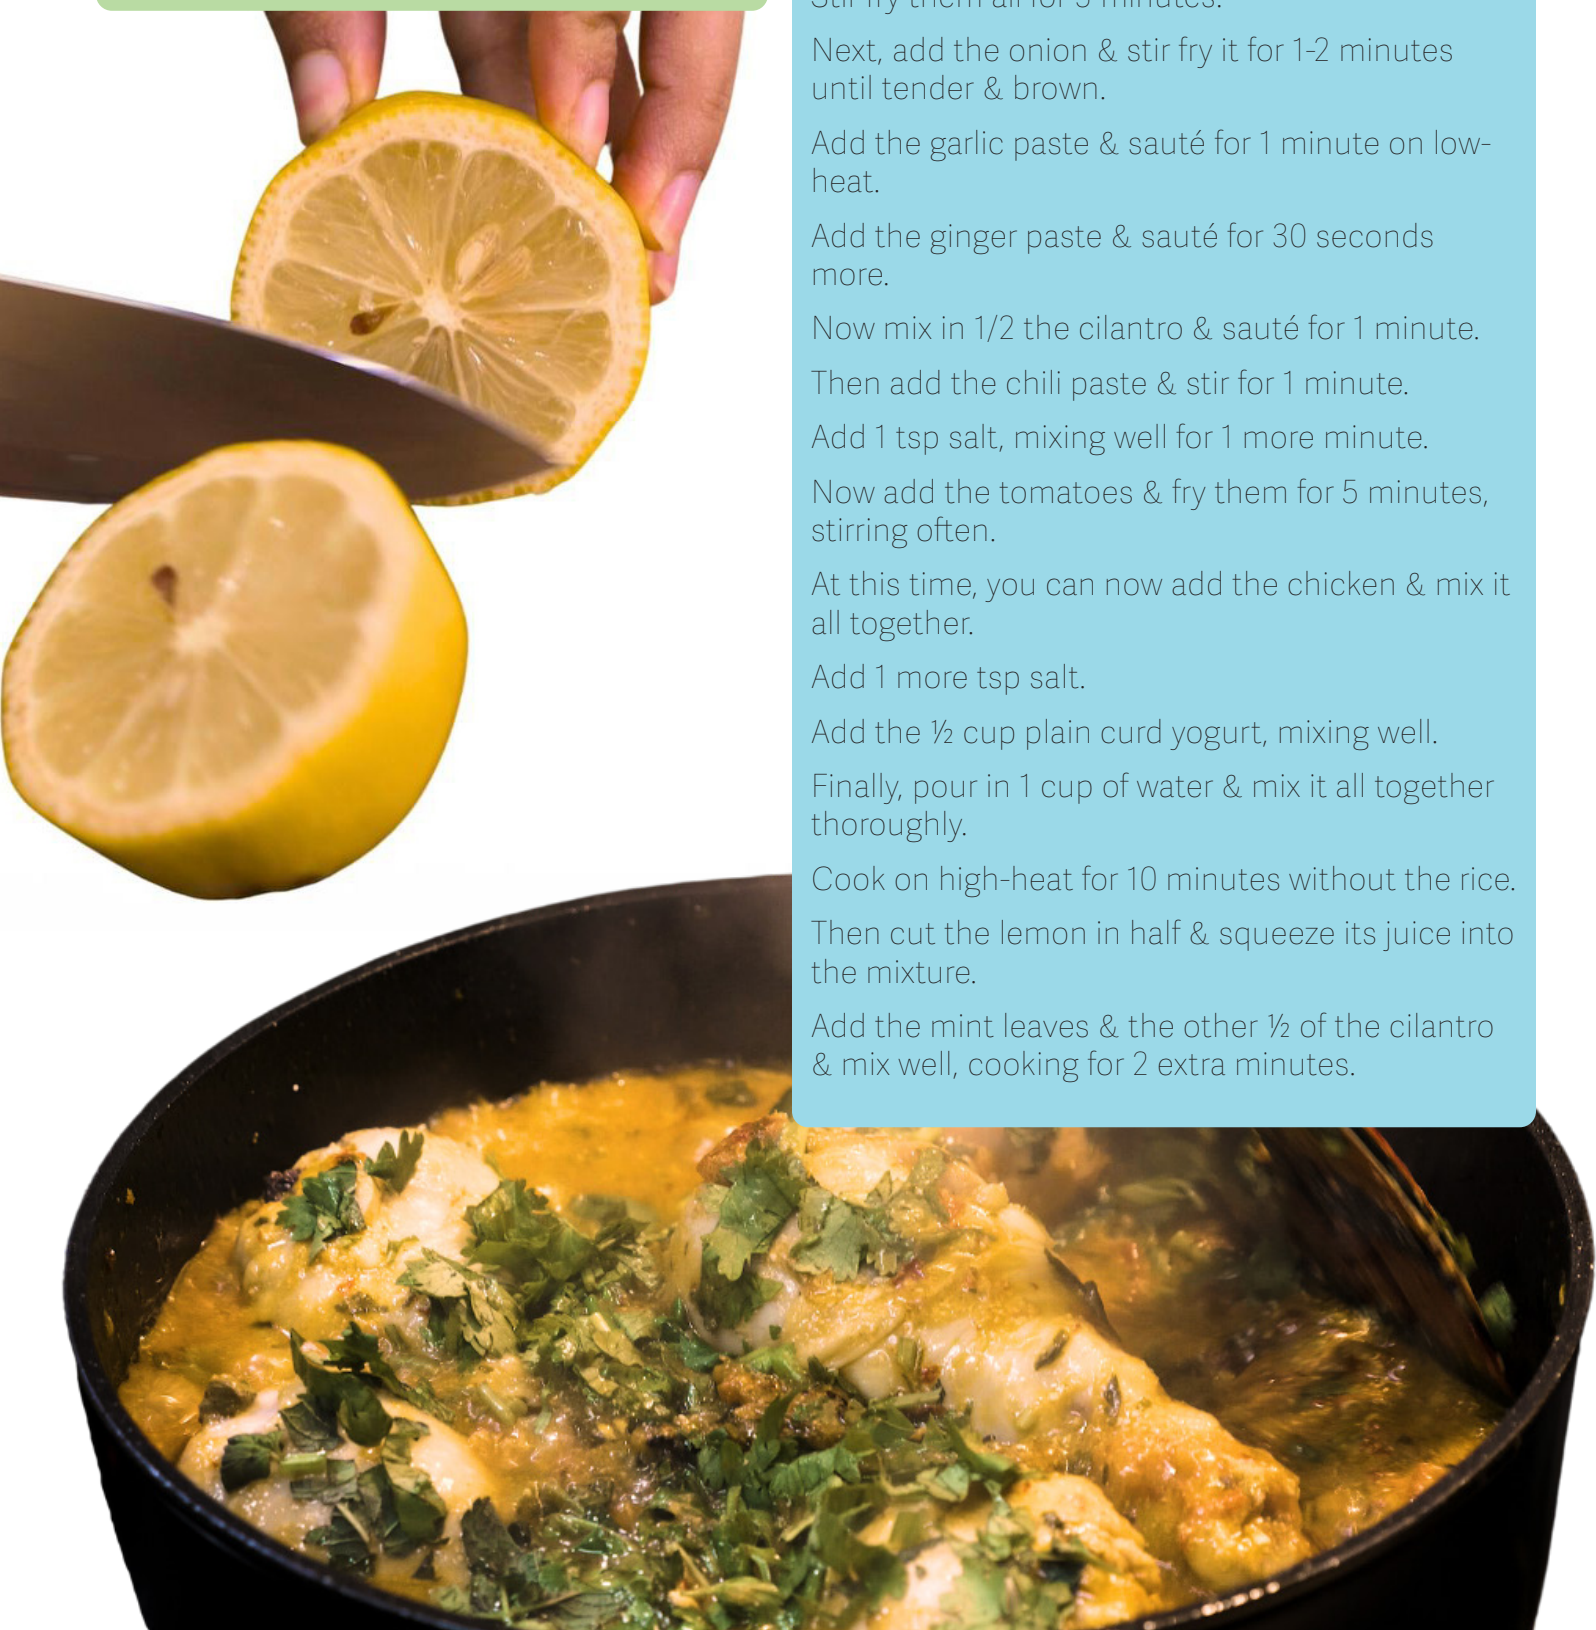 Stir fry them all for 5 minutes.
Next, add the onion & stir fry it for 1-2 minutes
until tender & brown.
Add the garlic paste & sauté for 1 minute on low-
heat.
Add the ginger paste & sauté for 30 seconds
more.
Now mix in 1/2 the cilantro & sauté for 1 minute.
Then add the chili paste & stir for 1 minute.
Add 1 tsp salt, mixing well for 1 more minute.
Now add the tomatoes & fry them for 5 minutes,
stirring often.
At this time, you can now add the chicken & mix it
all together.
Add 1 more tsp salt.
Add the ½ cup plain curd yogurt, mixing well.
Finally, pour in 1 cup of water & mix it all together
thoroughly.
Cook on high-heat for 10 minutes without the rice.
Then cut the lemon in half & squeeze its juice into
the mixture.
Add the mint leaves & the other ½ of the cilantro
& mix well, cooking for 2 extra minutes.